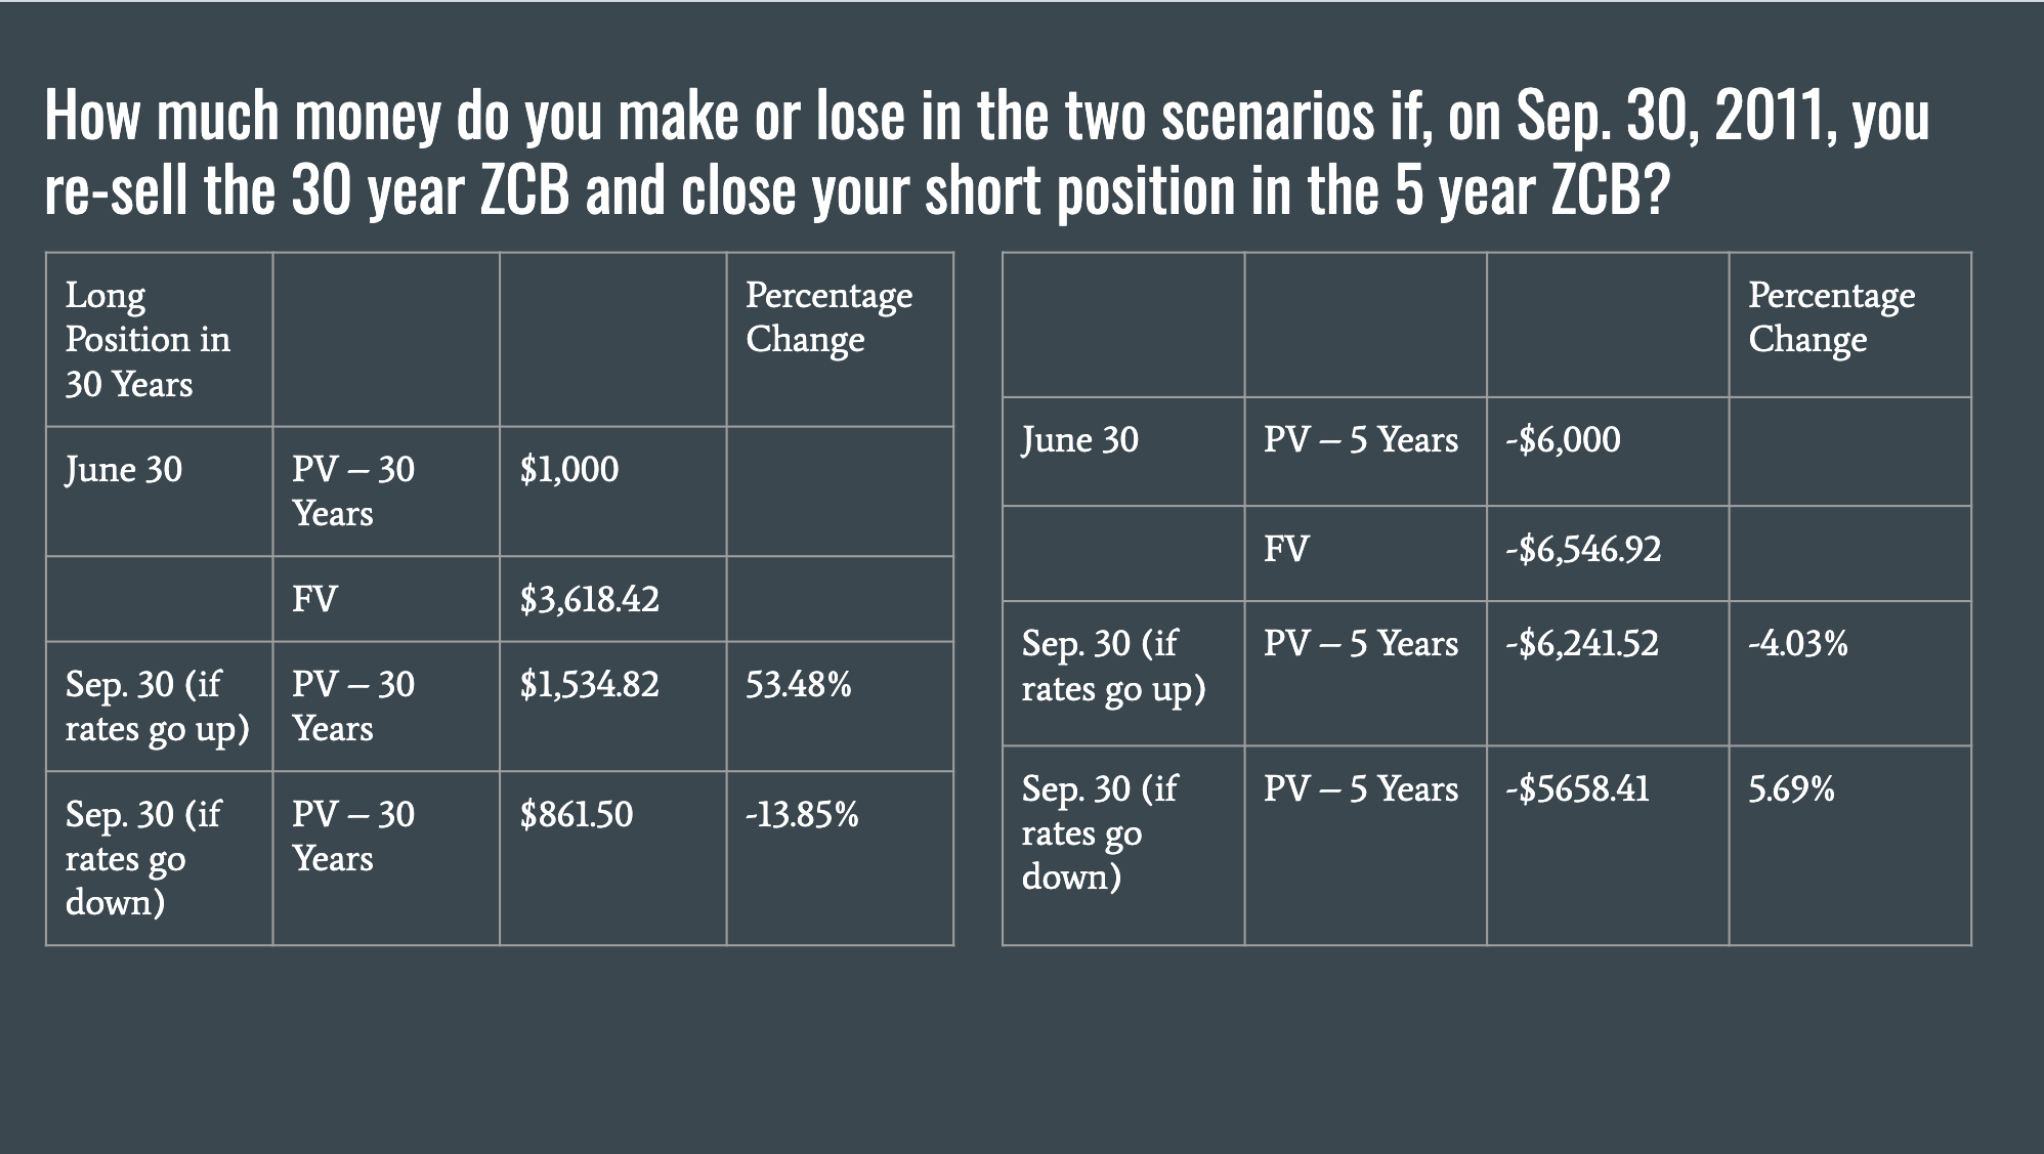 How much money do you make or lose in the two scenarios if, on Sep. 30, 2011, you
re-sell the 30 year ZCB and close your short position in the 5 year ZCB?
Long
Position in
30 Years
Percentage
Change
June 30
PV – 30
Years
$1,000
FV
$3,618.42
Sep. 30 (if
rates go up)
PV – 30
Years
$1,534.82
53.48%
Sep. 30 (if
rates go
down)
PV – 30
Years
$861.50
-13.85%
Percentage
Change
June 30
PV – 5 Years
-$6,000
FV
-$6,546.92
Sep. 30 (if
rates go up)
PV – 5 Years
-$6,241.52
-4.03%
Sep. 30 (if
rates go
down)
PV – 5 Years
-$5658.41
5.69%